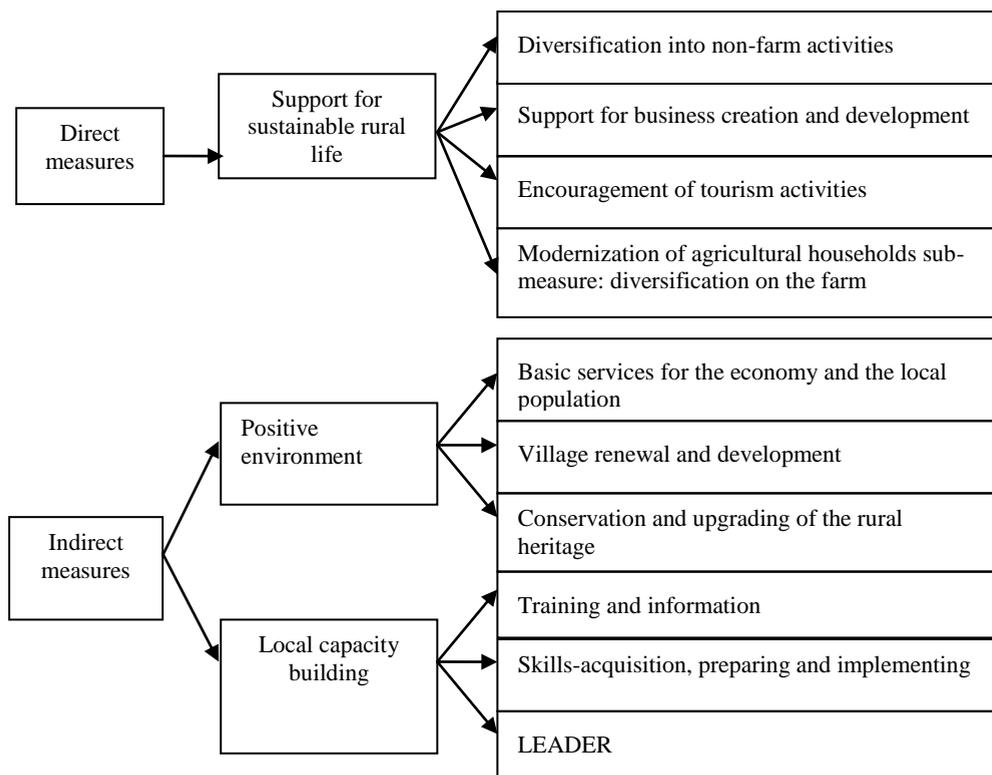 Direct
measures
Support for
sustainable rural
life
Diversification into non-farm activities
Support for business creation and development
Encouragement of tourism activities
Modernization of agricultural households sub-
measure: diversification on the farm
Indirect
measures
Positive
environment
Basic services for the economy and the local
population
Village renewal and development
Conservation and upgrading of the rural
heritage
Local capacity
building
Training and information
Skills-acquisition, preparing and implementing
LEADER